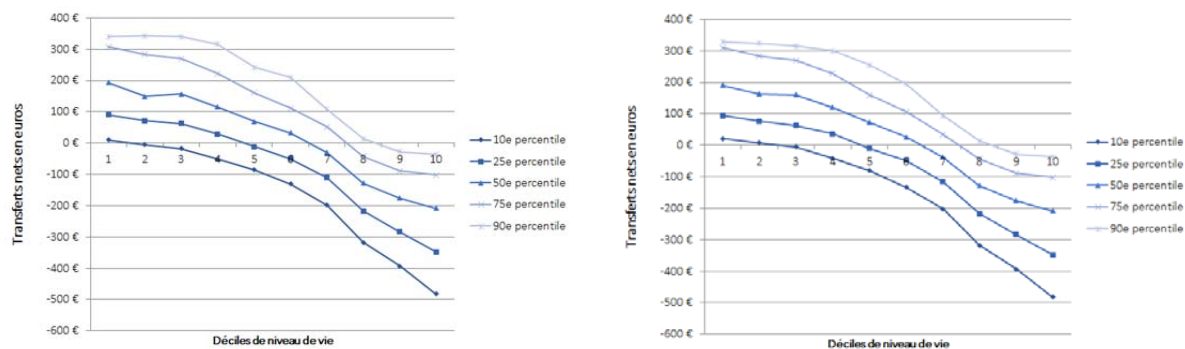 400 €
300 €
200 €
100 €
0 €
-100 €
-200 €
-300 €
-400 €
-500 €
-600 €
Transferts nets en euros
1 2 3 4 5 6 7 8 9 10
Déciles de niveau de vie
10e percentile
25e percentile
50e percentile
75e percentile
90e percentile
400 €
300 €
200 €
100 €
0 €
-100 €
-200 €
-300 €
-400 €
-500 €
-600 €
Transferts nets en euros
1 2 3 4 5 6 7 8 9 10
Déciles de niveau de vie
10e percentile
25e percentile
50e percentile
75e percentile
90e percentile